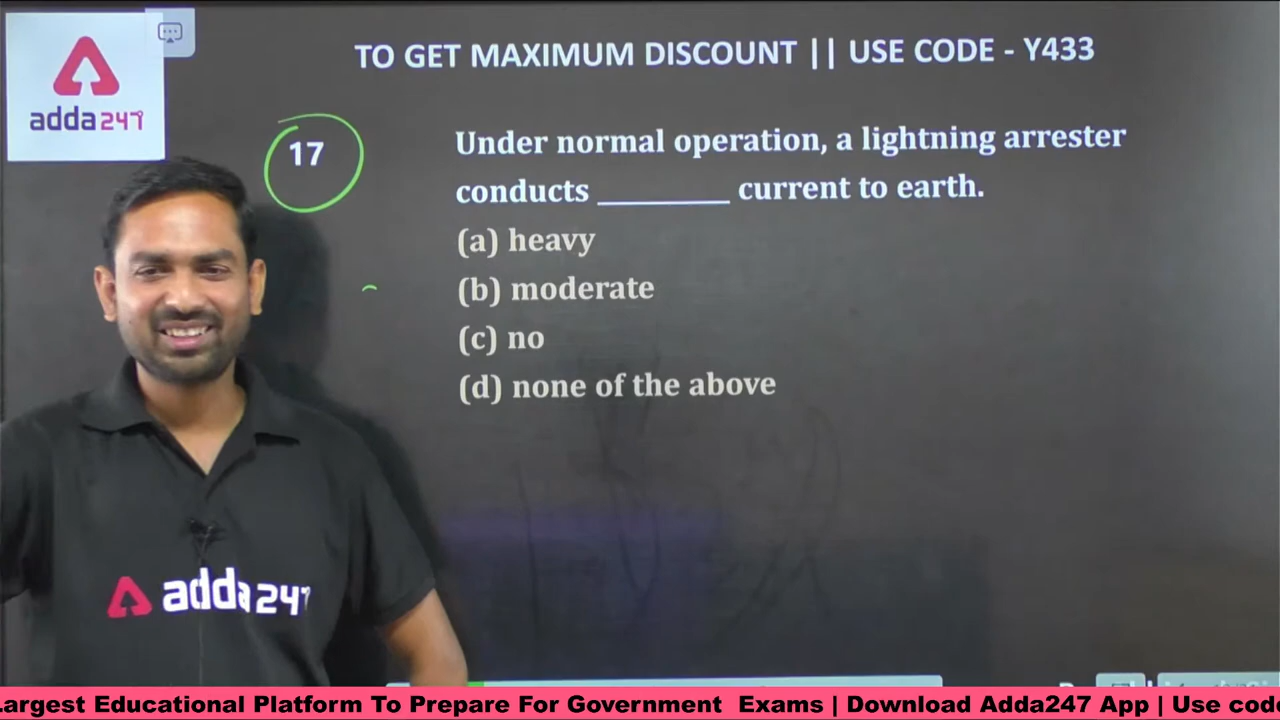 TO GET MAXIMUM DISCOUNT || USE CODE - Y433
adda247
17
Under normal operation, a lightning arrester
conducts ________ current to earth.
(a) heavy
(b) moderate
(c) no
(d) none of the above
adda247
Largest Educational Platform To Prepare For Government Exams | Download Adda247 App | Use code